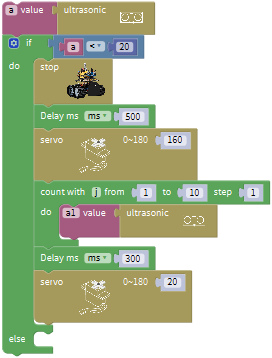 a value ultrasonic
if a < 20
do stop
Delay ms ms 500
servo 0~180 160
count with j from 1 to 10 step 1
do a1 value ultrasonic
Delay ms ms 300
servo 0~180 20
else